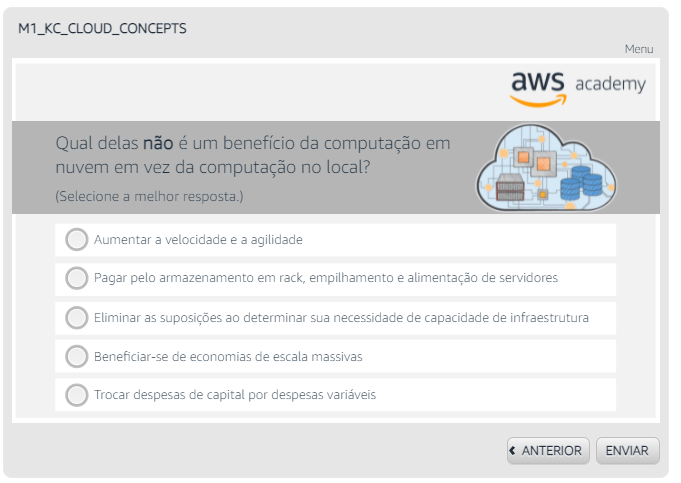 M1_KC_CLOUD_CONCEPTS
Menu
aws academy
Qual delas não é um benefício da computação em
nuvem em vez da computação no local?
(Selecione a melhor resposta.)
Aumentar a velocidade e a agilidade
Pagar pelo armazenamento em rack, empilhamento e alimentação de servidores
Eliminar as suposições ao determinar sua necessidade de capacidade de infraestrutura
Beneficiar-se de economias de escala massivas
Trocar despesas de capital por despesas variáveis
ANTERIOR ENVIAR